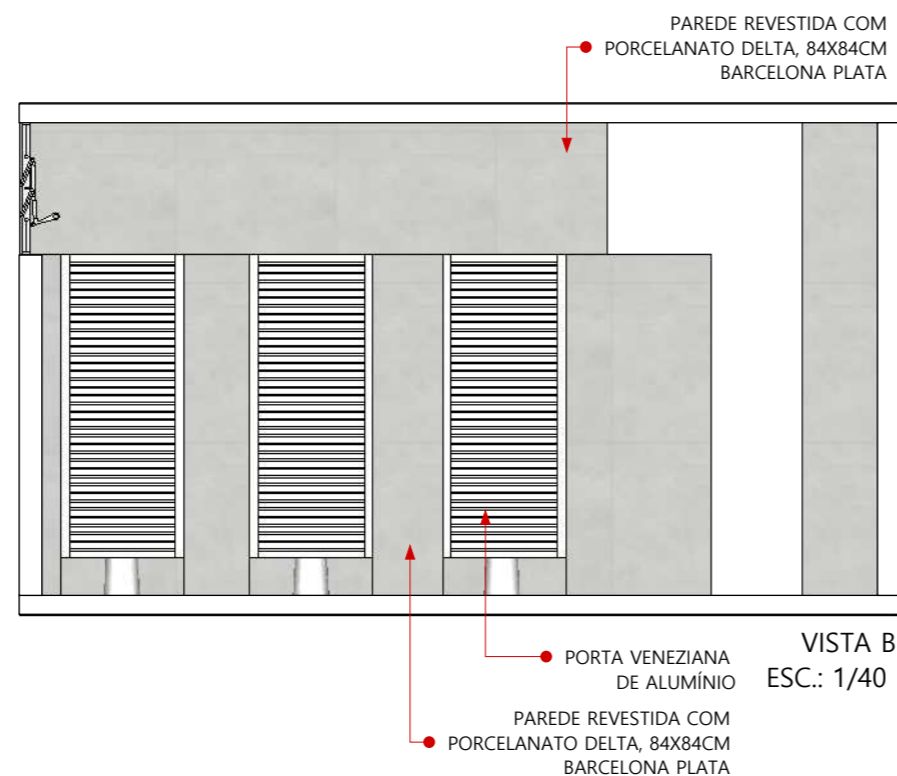 PAREDE REVESTIDA COM
PORCELANATO DELTA, 84X84CM
BARCELONA PLATA
VISTA B
ESC.: 1/40
PORTA VENEZIANA
DE ALUMÍNIO
PAREDE REVESTIDA COM
PORCELANATO DELTA, 84X84CM
BARCELONA PLATA